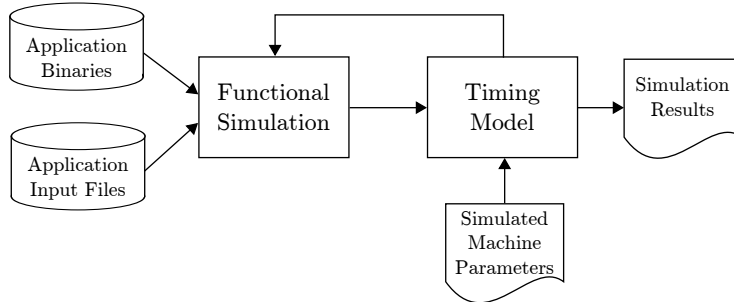 Application
Binaries
Application
Input Files
Functional
Simulation
Timing
Model
Simulation
Results
Simulated
Machine
Parameters